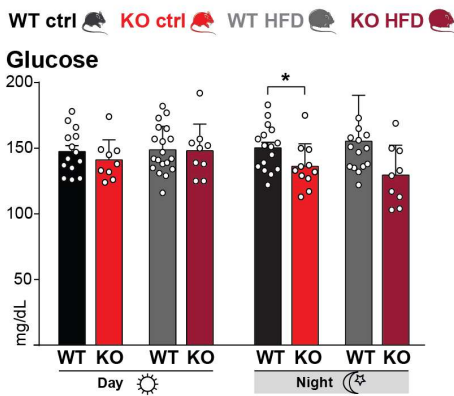 WT ctrl KO ctrl WT HFD KO HFD
Glucose
200
*
150
100
50
mg/dL
WT KO WT KO WT KO WT KO
Day Night